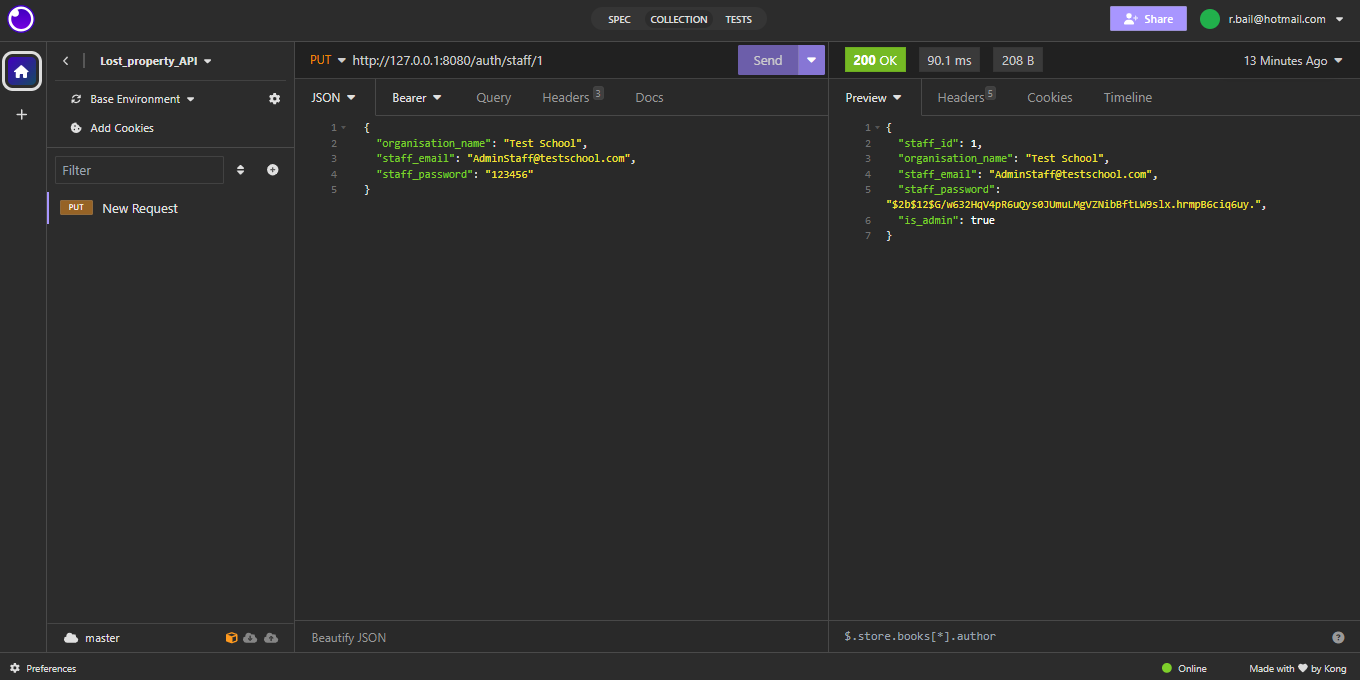 SPEC COLLECTION TESTS
Share
r.bail@hotmail.com
Lost_property_API
Base Environment
Add Cookies
Filter
PUT New Request
master
Preferences
PUT http://127.0.0.1:8080/auth/staff/1
Send
JSON Bearer Query Headers 3 Docs
1 {
2 "organisation_name": "Test School",
3 "staff_email": "AdminStaff@testschool.com",
4 "staff_password": "123456"
5 }
Beautify JSON
200 OK 90.1 ms 208 B 13 Minutes Ago
Preview Headers 5 Cookies Timeline
1 {
2 "staff_id": 1,
3 "organisation_name": "Test School",
4 "staff_email": "AdminStaff@testschool.com",
5 "staff_password":
"$2b$12$G/w632HqV4pR6uQys0JUmuLMgVZNibBftLW9slx.hrmpB6ciq6uy.",
6 "is_admin": true
7 }
$.store.books[*].author
?
Online
Made with ❤ by Kong